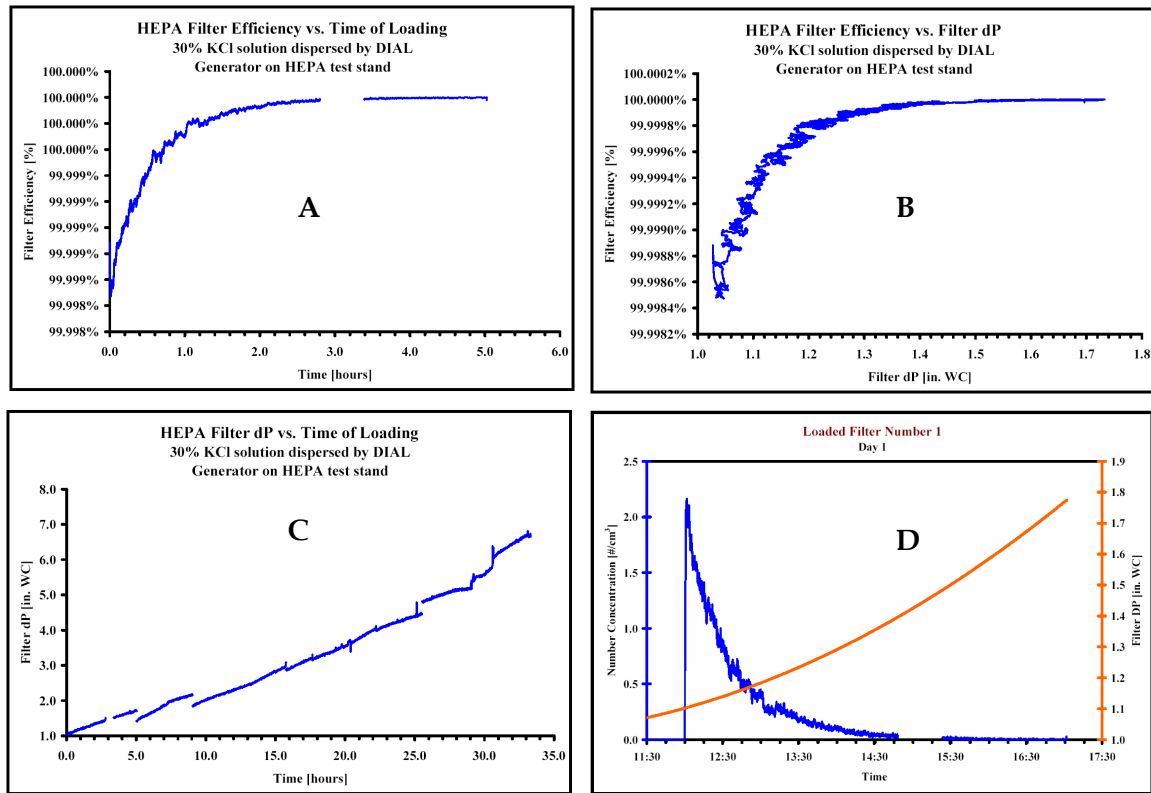 HEPA Filter Efficiency vs. Time of Loading
30% KCl solution dispersed by DIAL
Generator on HEPA test stand
100.000%
100.000%
100.000%
100.000%
99.999%
99.999%
99.999%
99.999%
99.999%
99.998%
99.998%
Filter Efficiency [%]
A
0.0 1.0 2.0 3.0 4.0 5.0 6.0
Time [hours]
HEPA Filter Efficiency vs. Filter dP
30% KCl solution dispersed by DIAL
Generator on HEPA test stand
100.0002%
100.0000%
99.9998%
99.9996%
99.9994%
99.9992%
99.9990%
99.9988%
99.9986%
99.9984%
99.9982%
Filter Efficiency [%]
B
1.0 1.1 1.2 1.3 1.4 1.5 1.6 1.7 1.8
Filter dP [in. WC]
HEPA Filter dP vs. Time of Loading
30% KCl solution dispersed by DIAL
Generator on HEPA test stand
8.0
7.0
6.0
5.0
4.0
3.0
2.0
1.0
Filter dP [in. WC]
C
0.0 5.0 10.0 15.0 20.0 25.0 30.0 35.0
Time [hours]
Loaded Filter Number 1
Day 1
2.5
2.0
1.5
1.0
0.5
0.0
Number Concentration [#/cm³]
D
1.9
1.8
1.7
1.6
1.5
1.4
1.3
1.2
1.1
1.0
Filter DP [in. WC]
11:30 12:30 13:30 14:30 15:30 16:30 17:30
Time